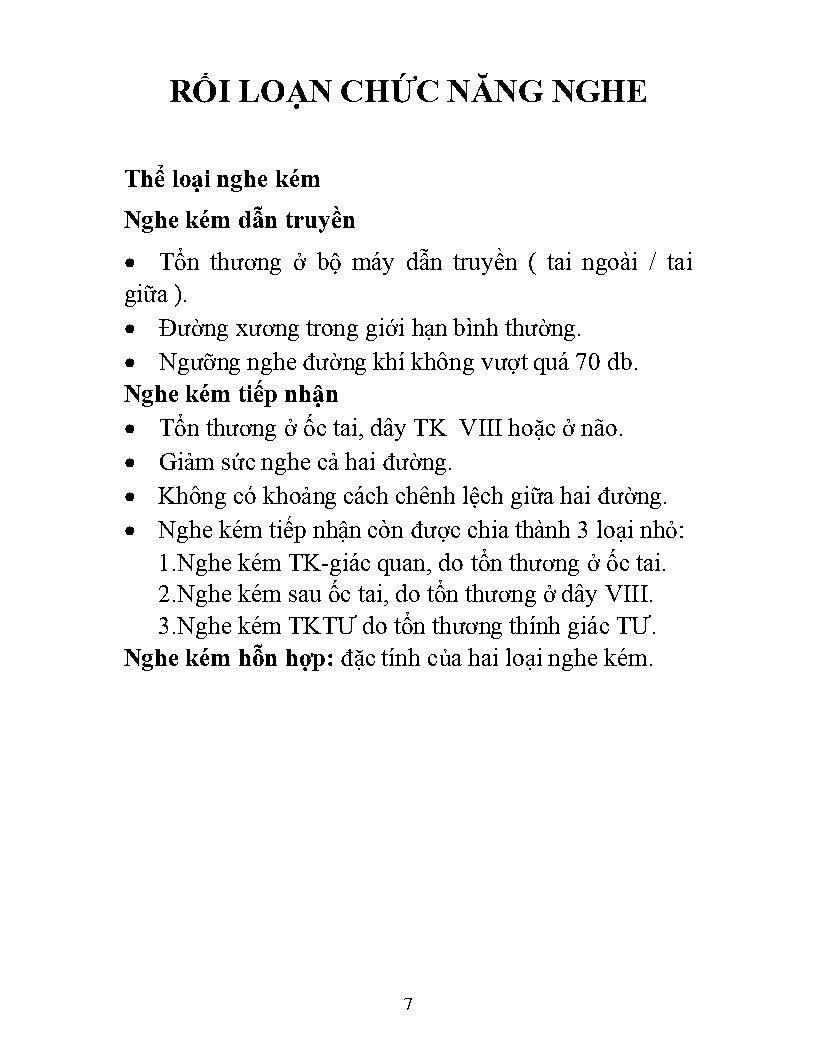 RỐI LOẠN CHỨC NĂNG NGHE
Thể loại nghe kém
Nghe kém dẫn truyền
• Tổn thương ở bộ máy dẫn truyền ( tai ngoài / tai
giữa ).
• Đường xương trong giới hạn bình thường.
• Ngưỡng nghe đường khí không vượt quá 70 db.
Nghe kém tiếp nhận
• Tổn thương ở ốc tai, dây TK VIII hoặc ở não.
• Giảm sức nghe cả hai đường.
• Không có khoảng cách chênh lệch giữa hai đường.
• Nghe kém tiếp nhận còn được chia thành 3 loại nhỏ:
1.Nghe kém TK-giác quan, do tổn thương ở ốc tai.
2.Nghe kém sau ốc tai, do tổn thương ở dây VIII.
3.Nghe kém TKTƯ do tổn thương thính giác TƯ.
Nghe kém hỗn hợp: đặc tính của hai loại nghe kém.
7